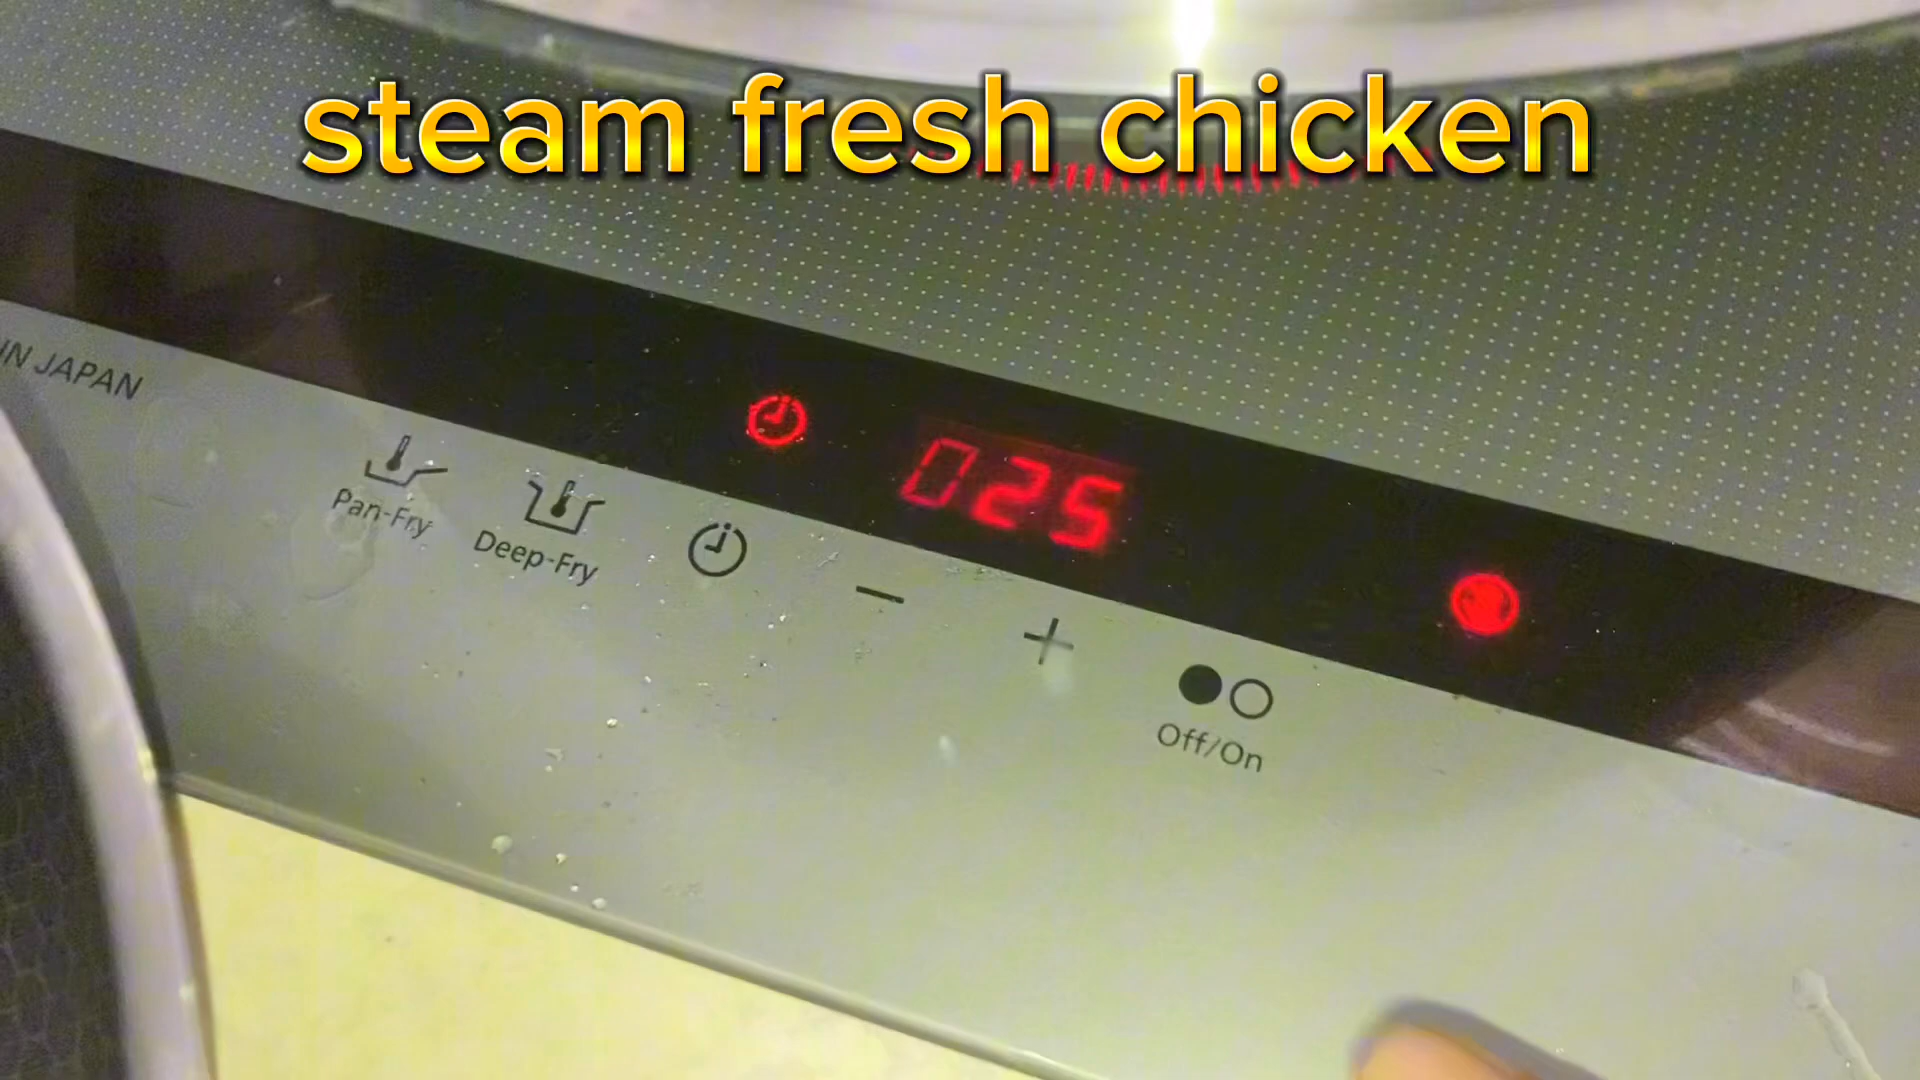 steam fresh chicken
IN JAPAN
025
Pan-Fry
Deep-Fry
− +
Off/On